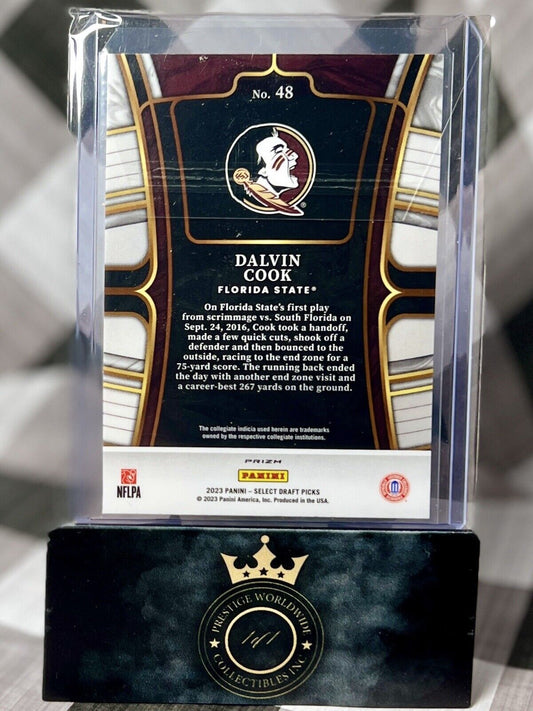 No. 48
DALVIN
COOK
FLORIDA STATE®
On Florida State's first play
from scrimmage vs. South Florida on
Sept. 24, 2016, Cook took a handoff,
made a few quick cuts, shook off a
defender and then bounced to the
outside, racing to the end zone for a
75-yard score. The running back ended
the day with another end zone visit and
a career-best 267 yards on the ground.
The collegiate indicia used herein are trademarks
owned by the respective collegiate institutions.
PRIZM
PANINI
NFLPA
2023 PANINI – SELECT DRAFT PICKS
© 2023 Panini America, Inc. Produced in the USA.
PRESTIGE WORLDWIDE
1of1
COLLECTIBLES INC